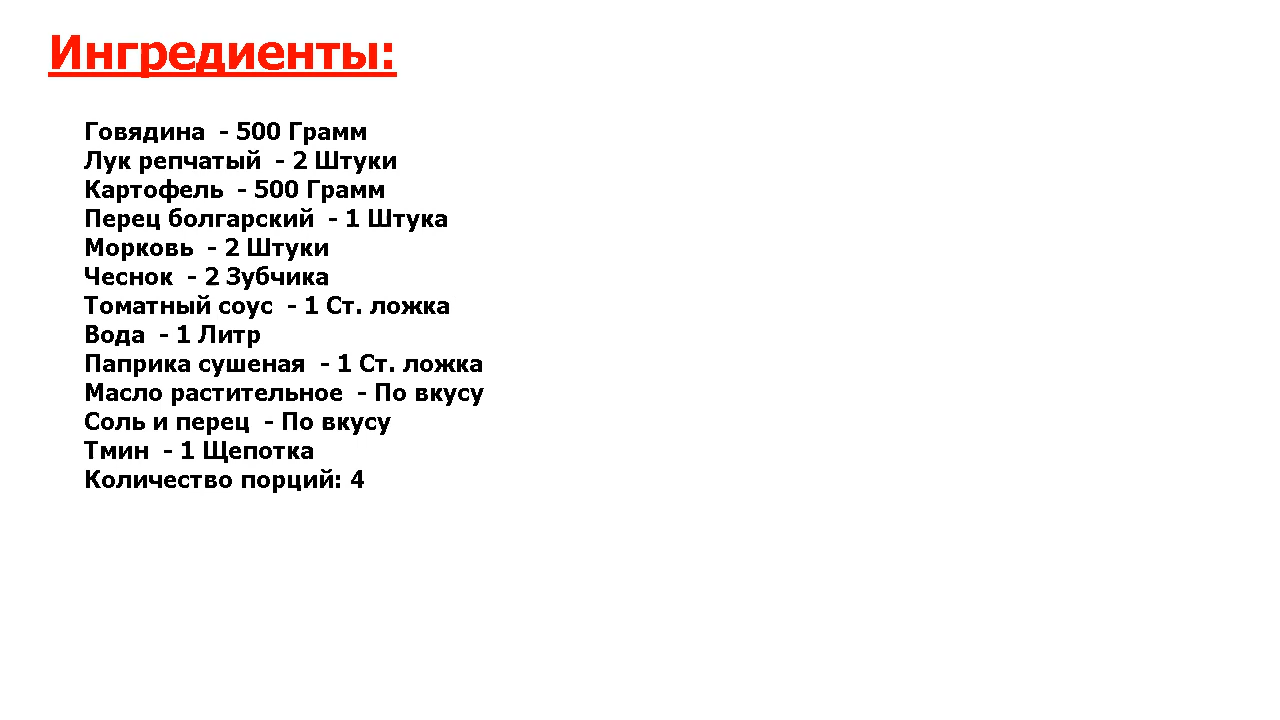 Ингредиенты:
Говядина  - 500 Грамм
Лук репчатый  - 2 Штуки
Картофель  - 500 Грамм
Перец болгарский  - 1 Штука
Морковь  - 2 Штуки
Чеснок  - 2 Зубчика
Томатный соус  - 1 Ст. ложка
Вода  - 1 Литр
Паприка сушеная  - 1 Ст. ложка
Масло растительное  - По вкусу
Соль и перец  - По вкусу
Тмин  - 1 Щепотка
Количество порций: 4